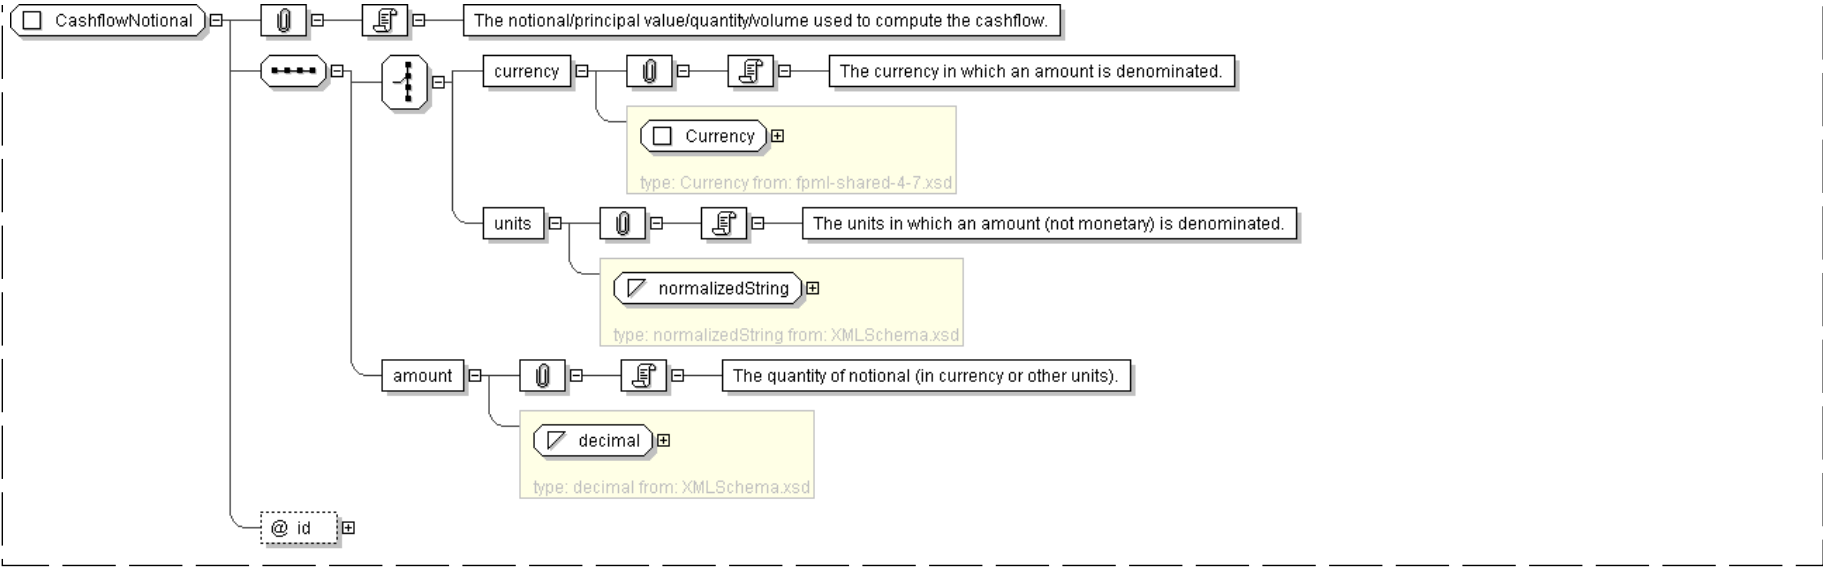 CashflowNotional
The notional/principal value/quantity/volume used to compute the cashflow.
currency
The currency in which an amount is denominated.
Currency
type: Currency from: fpml-shared-4-7.xsd
units
The units in which an amount (not monetary) is denominated.
normalizedString
type: normalizedString from: XMLSchema.xsd
amount
The quantity of notional (in currency or other units).
decimal
type: decimal from: XMLSchema.xsd
@ id